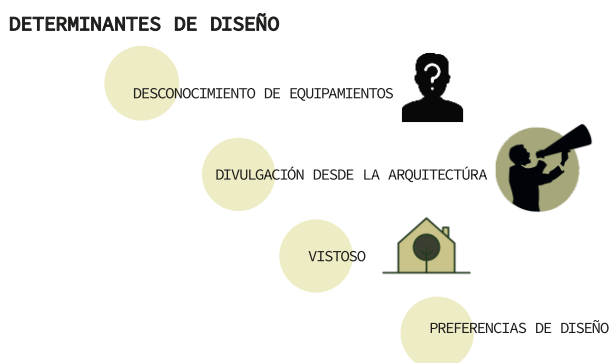 DETERMINANTES DE DISEÑO
DESCONOCIMIENTO DE EQUIPAMIENTOS
?
DIVULGACIÓN DESDE LA ARQUITECTÚRA
VISTOSO
PREFERENCIAS DE DISEÑO